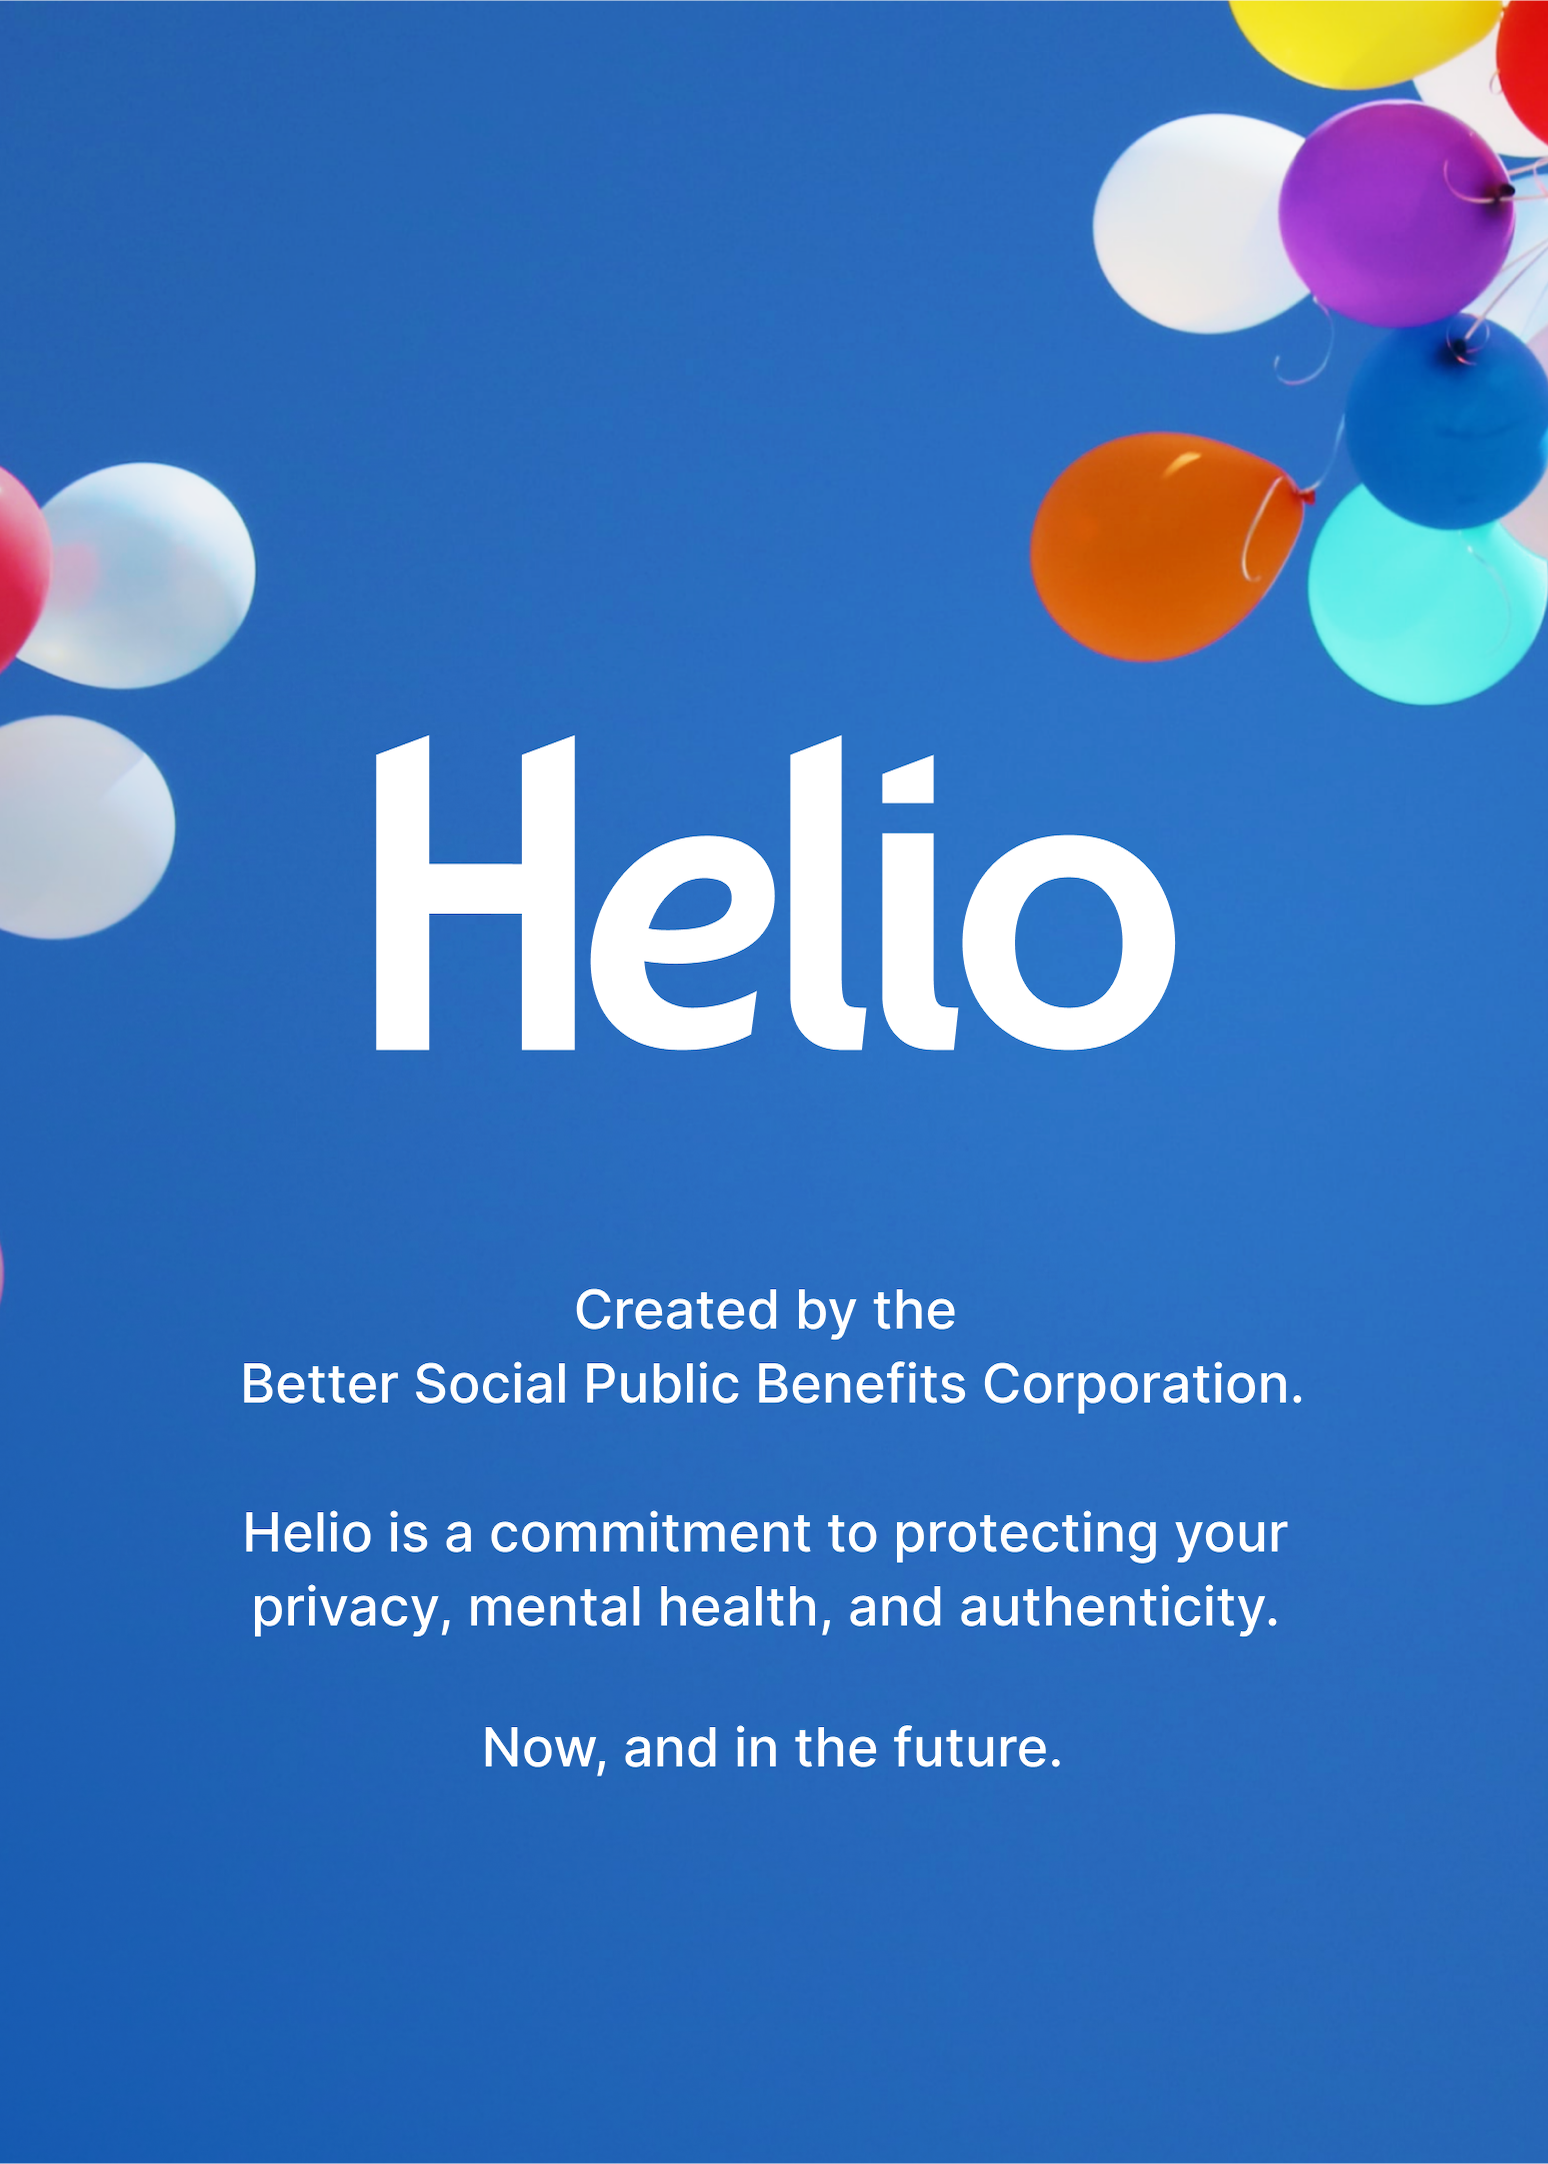 Helio
Created by the
Better Social Public Benefits Corporation.
Helio is a commitment to protecting your
privacy, mental health, and authenticity.
Now, and in the future.